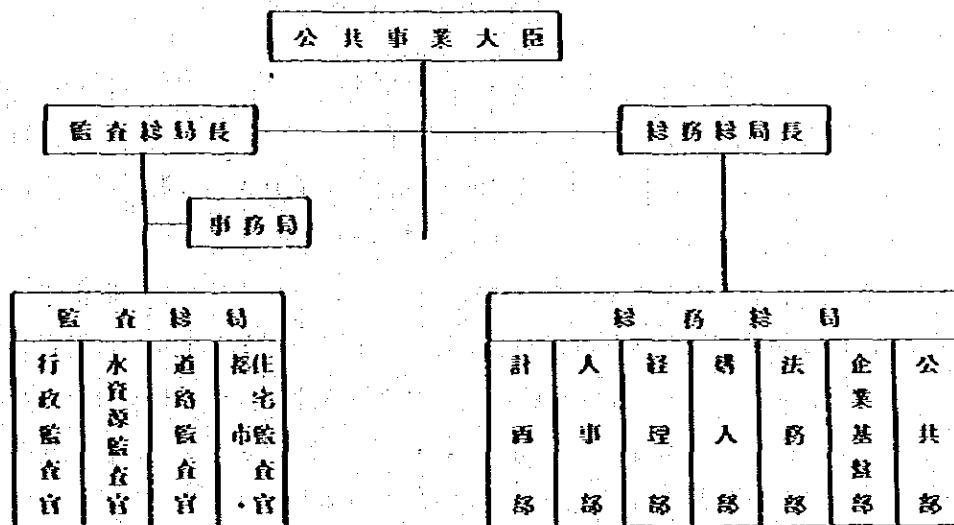 公共事業大臣
監査総局長
総務総局長
事務局
監査総局
総務総局
行政監査官
水資源監査官
道路監査官
住宅監査官・
都市
計画部
人事部
経理部
購入部
法務部
企業基盤部
公共部